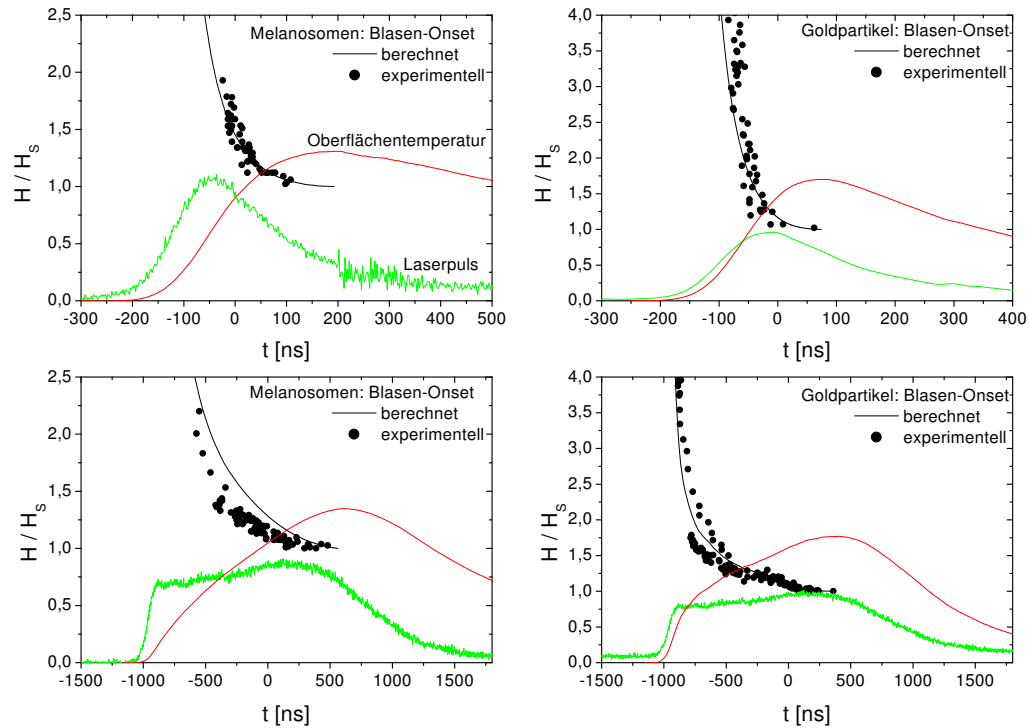 Melanosomen: Blasen-Onset
berechnet
experimentell
Oberflächentemperatur
Laserpuls
H / H_S
2,5
2,0
1,5
1,0
0,5
0,0
-300 -200 -100 0 100 200 300 400 500
t [ns]
Goldpartikel: Blasen-Onset
berechnet
experimentell
H / H_S
4,0
3,5
3,0
2,5
2,0
1,5
1,0
0,5
0,0
-300 -200 -100 0 100 200 300 400
t [ns]
Melanosomen: Blasen-Onset
berechnet
experimentell
H / H_S
2,5
2,0
1,5
1,0
0,5
0,0
-1500 -1000 -500 0 500 1000 1500
t [ns]
Goldpartikel: Blasen-Onset
berechnet
experimentell
H / H_S
4,0
3,5
3,0
2,5
2,0
1,5
1,0
0,5
0,0
-1500 -1000 -500 0 500 1000 1500
t [ns]